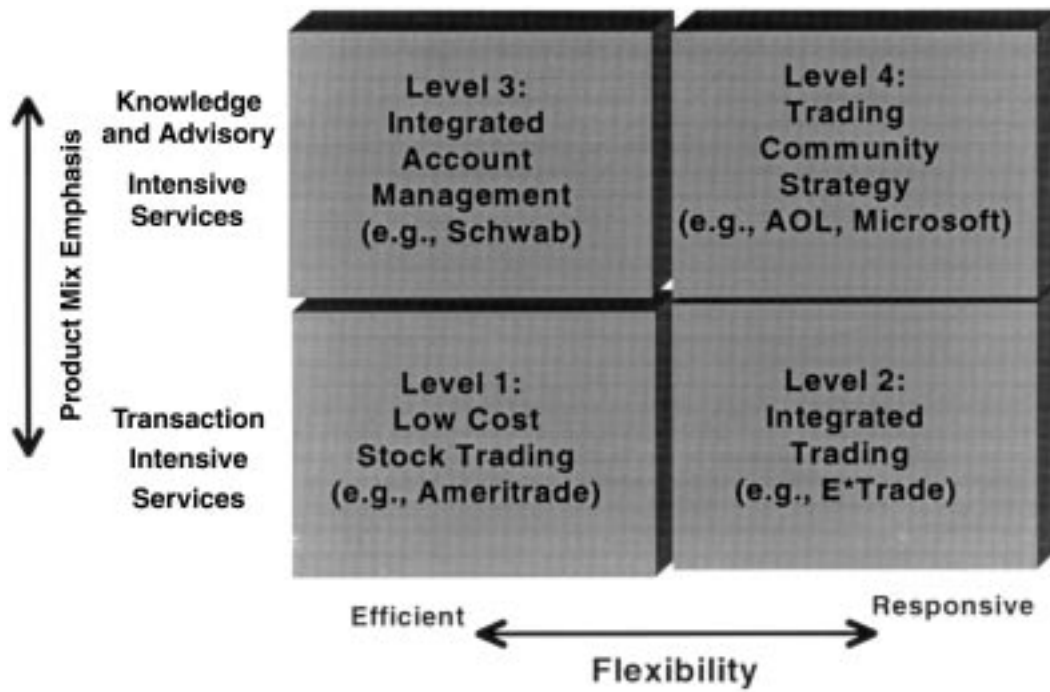 Product Mix Emphasis
Knowledge
and Advisory
Intensive
Services
Transaction
Intensive
Services
Level 3:
Integrated
Account
Management
(e.g., Schwab)
Level 4:
Trading
Community
Strategy
(e.g., AOL, Microsoft)
Level 1:
Low Cost
Stock Trading
(e.g., Ameritrade)
Level 2:
Integrated
Trading
(e.g., E*Trade)
Efficient
Responsive
Flexibility